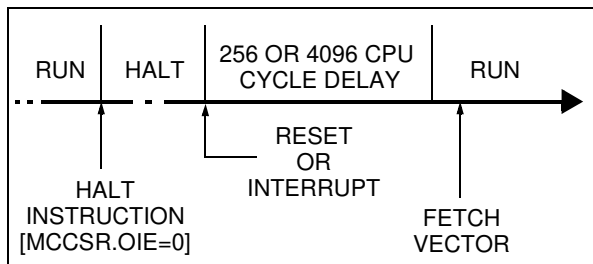 RUN
HALT
256 OR 4096 CPU
CYCLE DELAY
RUN
RESET
OR
INTERRUPT
HALT
INSTRUCTION
[MCCSR.OIE=0]
FETCH
VECTOR